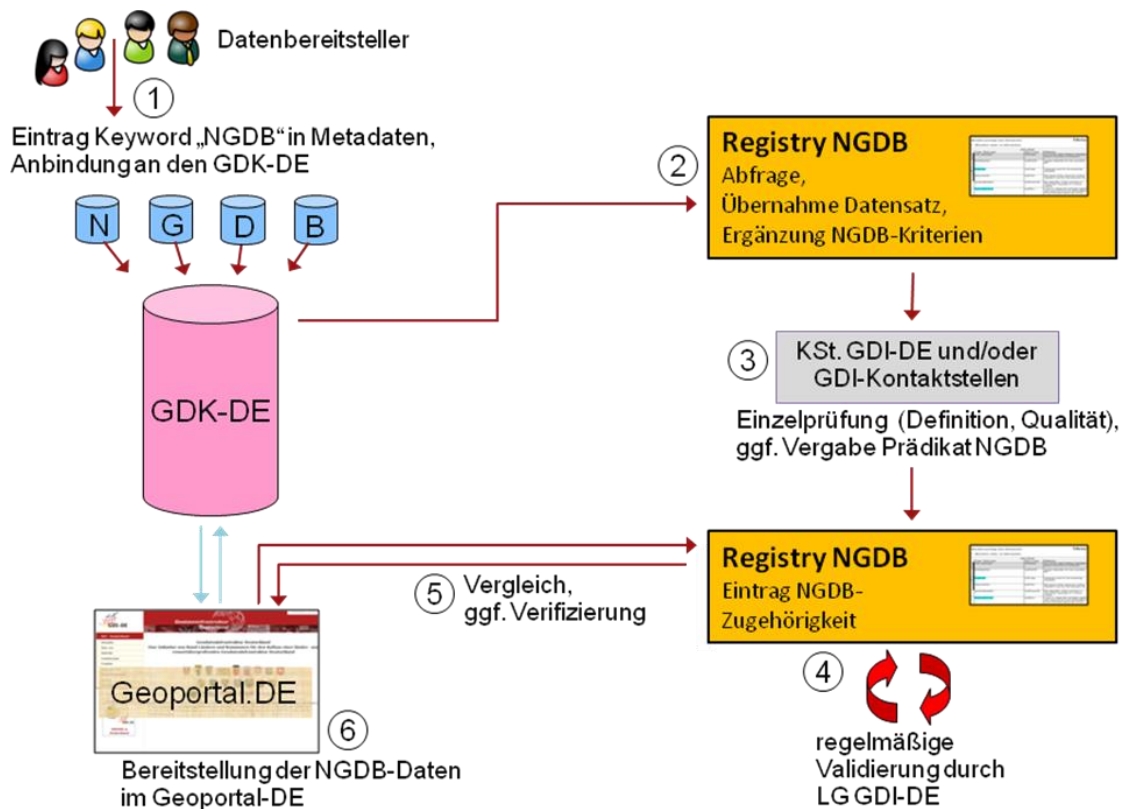 Datenbereitsteller
1
Eintrag Keyword „NGDB“ in Metadaten,
Anbindung an den GDK-DE
N G D B
GDK-DE
2
Registry NGDB
Abfrage,
Übernahme Datensatz,
Ergänzung NGDB-Kriterien
3
KSt. GDI-DE und/oder
GDI-Kontaktstellen
Einzelprüfung (Definition, Qualität),
ggf. Vergabe Prädikat NGDB
Registry NGDB
Eintrag NGDB-
Zugehörigkeit
4
regelmäßige
Validierung durch
LG GDI-DE
5
Vergleich,
ggf. Verifizierung
Geoportal.DE
6
Bereitstellung der NGDB-Daten
im Geoportal-DE